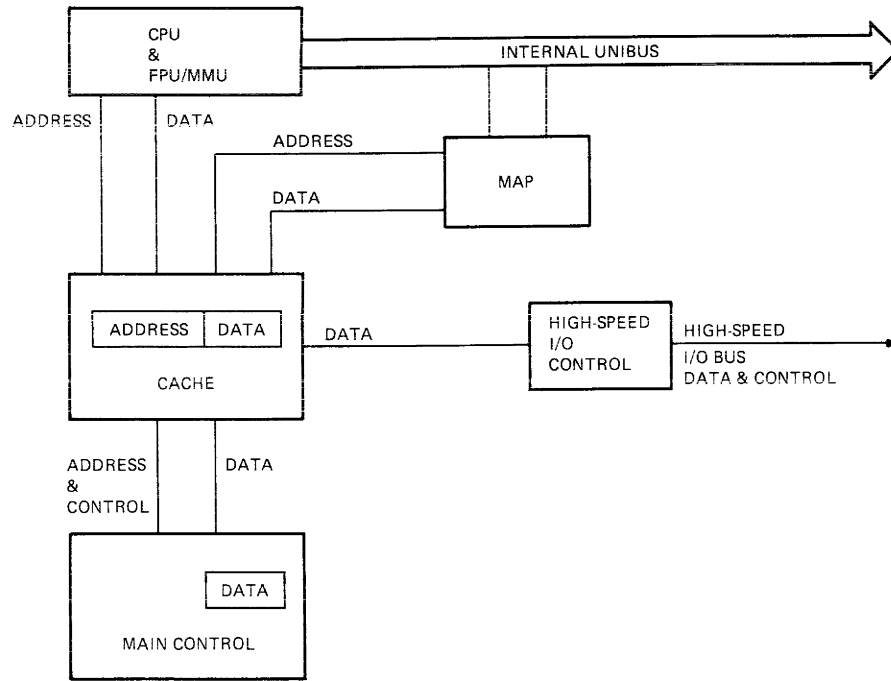 CPU
&
FPU/MMU
INTERNAL UNIBUS
ADDRESS
DATA
ADDRESS
MAP
DATA
ADDRESS
DATA
CACHE
DATA
HIGH-SPEED
I/O
CONTROL
HIGH-SPEED
I/O BUS
DATA & CONTROL
ADDRESS
&
CONTROL
DATA
DATA
MAIN CONTROL